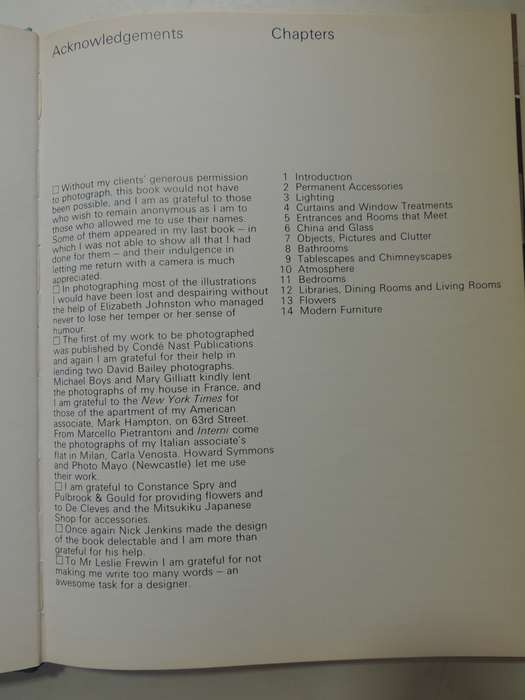 Acknowledgements
□ Without my clients' generous permission
to photograph, this book would not have
been possible, and I am as grateful to those
who wish to remain anonymous as I am to
those who allowed me to use their names.
Some of them appeared in my last book – in
which I was not able to show all that I had
done for them – and their indulgence in
letting me return with a camera is much
appreciated.
□ In photographing most of the illustrations
I would have been lost and despairing without
the help of Elizabeth Johnston who managed
never to lose her temper or her sense of
humour.
□ The first of my work to be photographed
was published by Condé Nast Publications
and again I am grateful for their help in
lending two David Bailey photographs.
Michael Boys and Mary Gilliatt kindly lent
the photographs of my house in France, and
I am grateful to the New York Times for
those of the apartment of my American
associate, Mark Hampton, on 63rd Street.
From Marcello Pietrantoni and Interni come
the photographs of my Italian associate's
flat in Milan, Carla Venosta. Howard Symmons
and Photo Mayo (Newcastle) let me use
their work.
□ I am grateful to Constance Spry and
Pulbrook & Gould for providing flowers and
to De Cleves and the Mitsukiku Japanese
Shop for accessories.
□ Once again Nick Jenkins made the design
of the book delectable and I am more than
grateful for his help.
□ To Mr Leslie Frewin I am grateful for not
making me write too many words – an
awesome task for a designer.
Chapters
1 Introduction
2 Permanent Accessories
3 Lighting
4 Curtains and Window Treatments
5 Entrances and Rooms that Meet
6 China and Glass
7 Objects, Pictures and Clutter
8 Bathrooms
9 Tablescapes and Chimneyscapes
10 Atmosphere
11 Bedrooms
12 Libraries, Dining Rooms and Living Rooms
13 Flowers
14 Modern Furniture